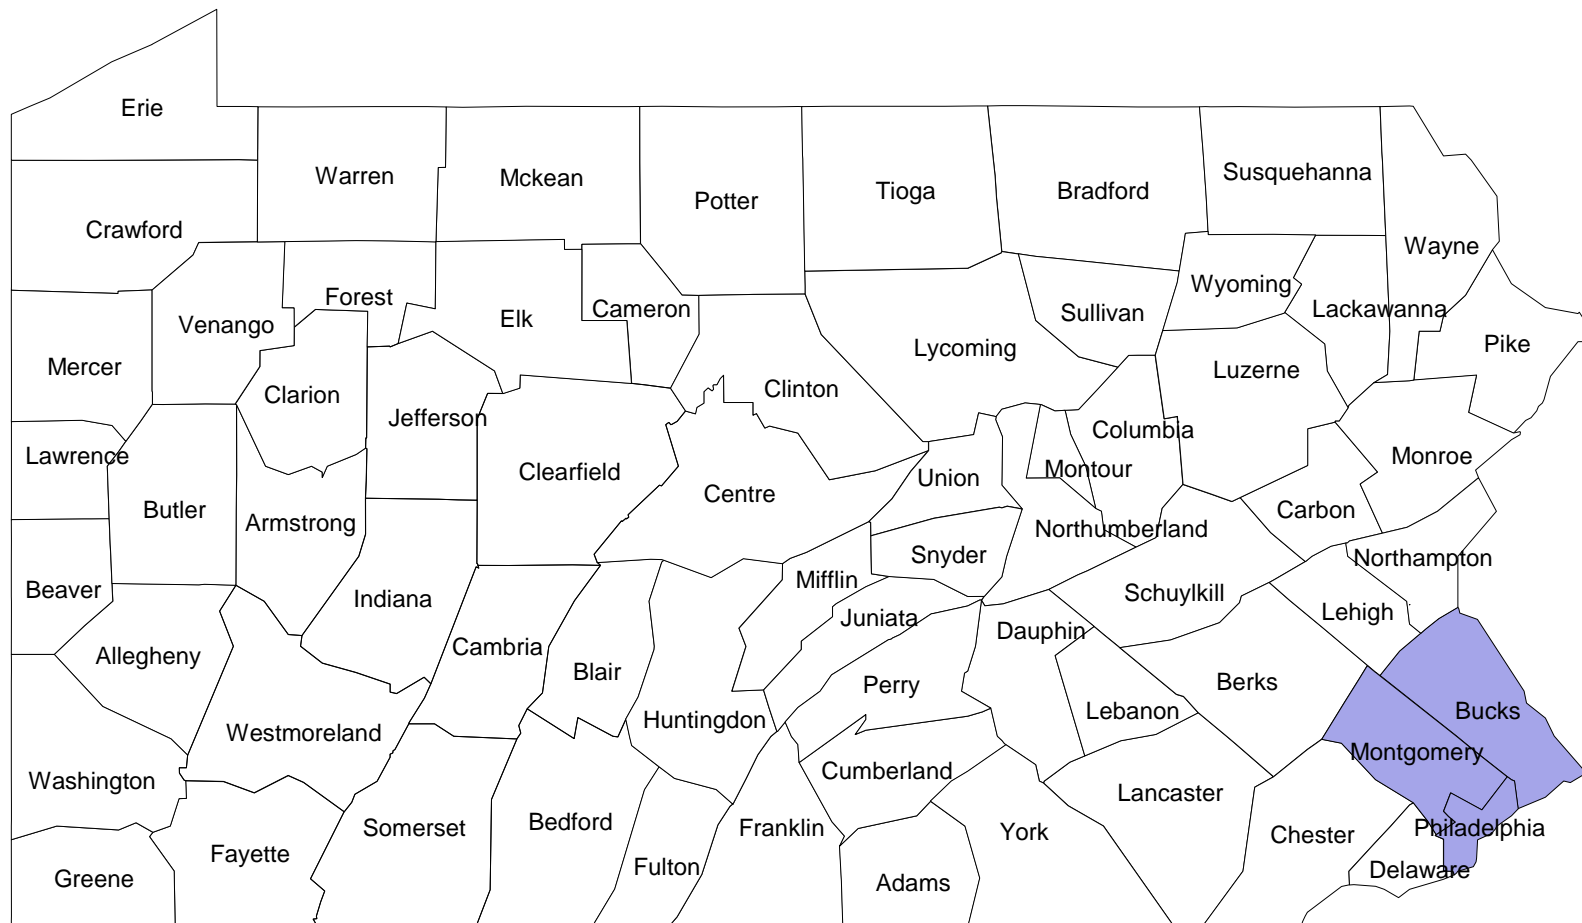 Erie
Warren
Mckean
Potter
Tioga
Bradford
Susquehanna
Crawford
Wayne
Forest
Venango
Elk
Cameron
Wyoming
Sullivan
Lackawanna
Mercer
Clarion
Jefferson
Clinton
Lycoming
Luzerne
Pike
Lawrence
Butler
Armstrong
Clearfield
Centre
Union
Montour
Columbia
Monroe
Carbon
Beaver
Indiana
Mifflin
Snyder
Northumberland
Northampton
Allegheny
Cambria
Blair
Juniata
Dauphin
Schuylkill
Lehigh
Westmoreland
Huntingdon
Perry
Lebanon
Berks
Bucks
Washington
Cumberland
Lancaster
Montgomery
Greene
Fayette
Somerset
Bedford
Fulton
Franklin
Adams
York
Chester
Philadelphia
Delaware